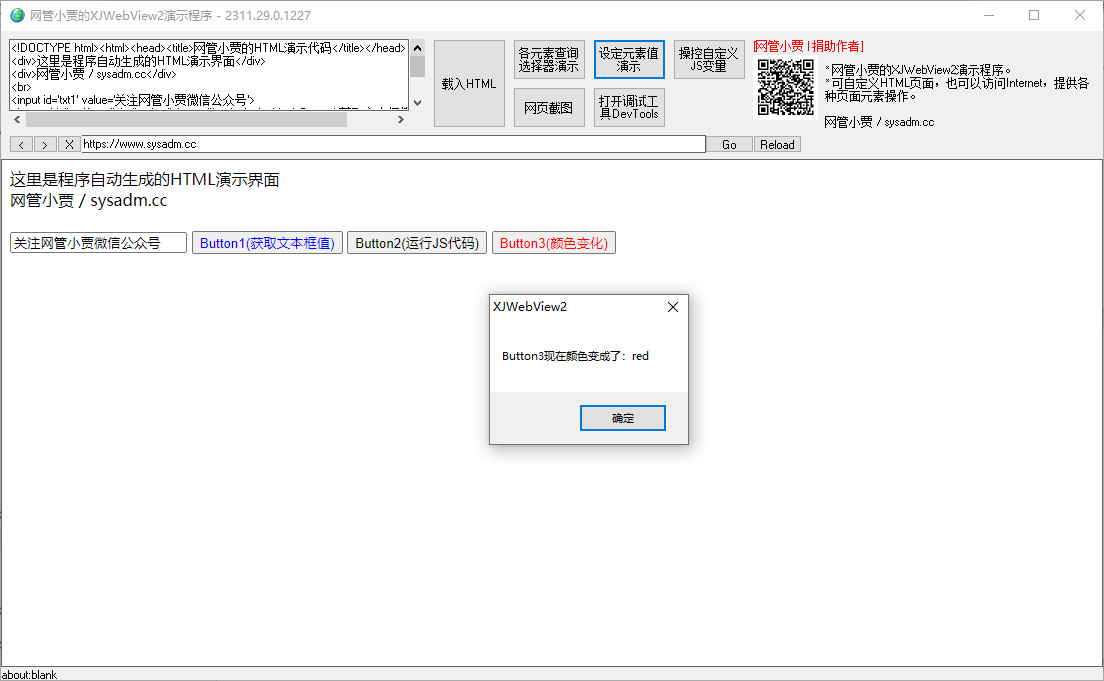 网管小贾的XJWebView2演示程序 - 2311.29.0.1227
<!DOCTYPE html><html><head><title>网管小贾的HTML演示代码</title></head>
<div>这里是程序自动生成的HTML演示界面</div>
<div>网管小贾 / sysadm.cc</div>
<br>
<input id='txt1' value='关注网管小贾微信公众号'>
载入HTML
各元素查询
选择器演示
设定元素值
演示
操控自定义
JS变量
网页截图
打开调试工
具DevTools
[网管小贾 | 捐助作者]
*网管小贾的XJWebView2演示程序。
*可自定义HTML页面，也可以访问Internet，提供各
种页面元素操作。
网管小贾 / sysadm.cc
< > X https://www.sysadm.cc Go Reload
这里是程序自动生成的HTML演示界面
网管小贾 / sysadm.cc
关注网管小贾微信公众号 Button1(获取文本框值) Button2(运行JS代码) Button3(颜色变化)
XJWebView2
Button3现在颜色变成了：red
确定
about:blank